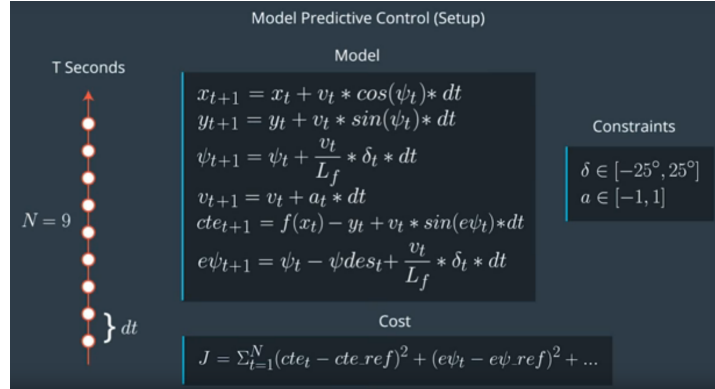 Model Predictive Control (Setup)
T Seconds
N = 9
} dt
Model
x_{t+1} = x_t + v_t * cos(ψ_t) * dt
y_{t+1} = y_t + v_t * sin(ψ_t) * dt
ψ_{t+1} = ψ_t + \frac{v_t}{L_f} * δ_t * dt
v_{t+1} = v_t + a_t * dt
cte_{t+1} = f(x_t) − y_t + v_t * sin(eψ_t) * dt
eψ_{t+1} = ψ_t − ψdes_t + \frac{v_t}{L_f} * δ_t * dt
Constraints
δ ∈ [−25°, 25°]
a ∈ [−1, 1]
Cost
J = Σ_{t=1}^{N} (cte_t − cte_ref)^2 + (eψ_t − eψ_ref)^2 + ...